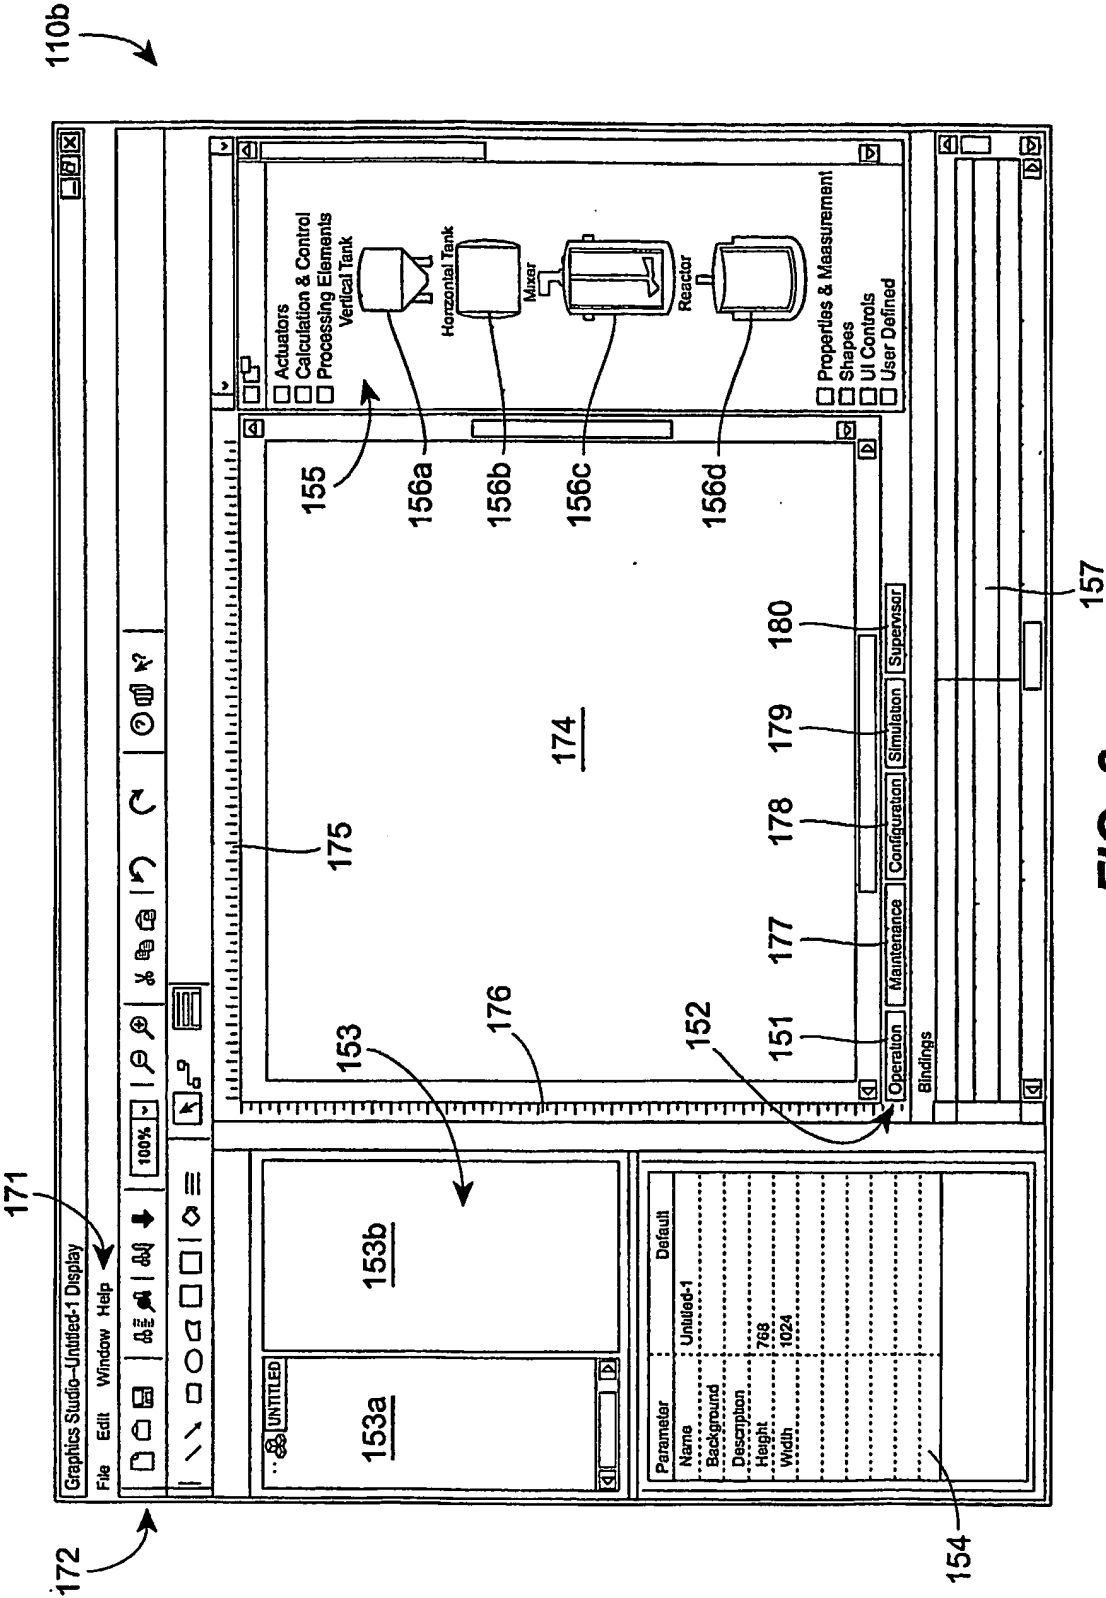 110b
171
172
Graphics Studio–Untitled-1 Display
File Edit Window Help
100%
153
153a
153b
UNTITLED
Parameter Default
Name Untitled-1
Background
Description
Height 768
Width 1024
154
175
176
174
155
Actuators
Calculation & Control
Processing Elements
Vertical Tank
156a
Horizontal Tank
156b
Mixer
156c
Reactor
156d
Properties & Measurement
Shapes
UI Controls
User Defined
152
151
177
178
179
180
Operation Maintenance Configuration Simulation Supervisor
Bindings
157